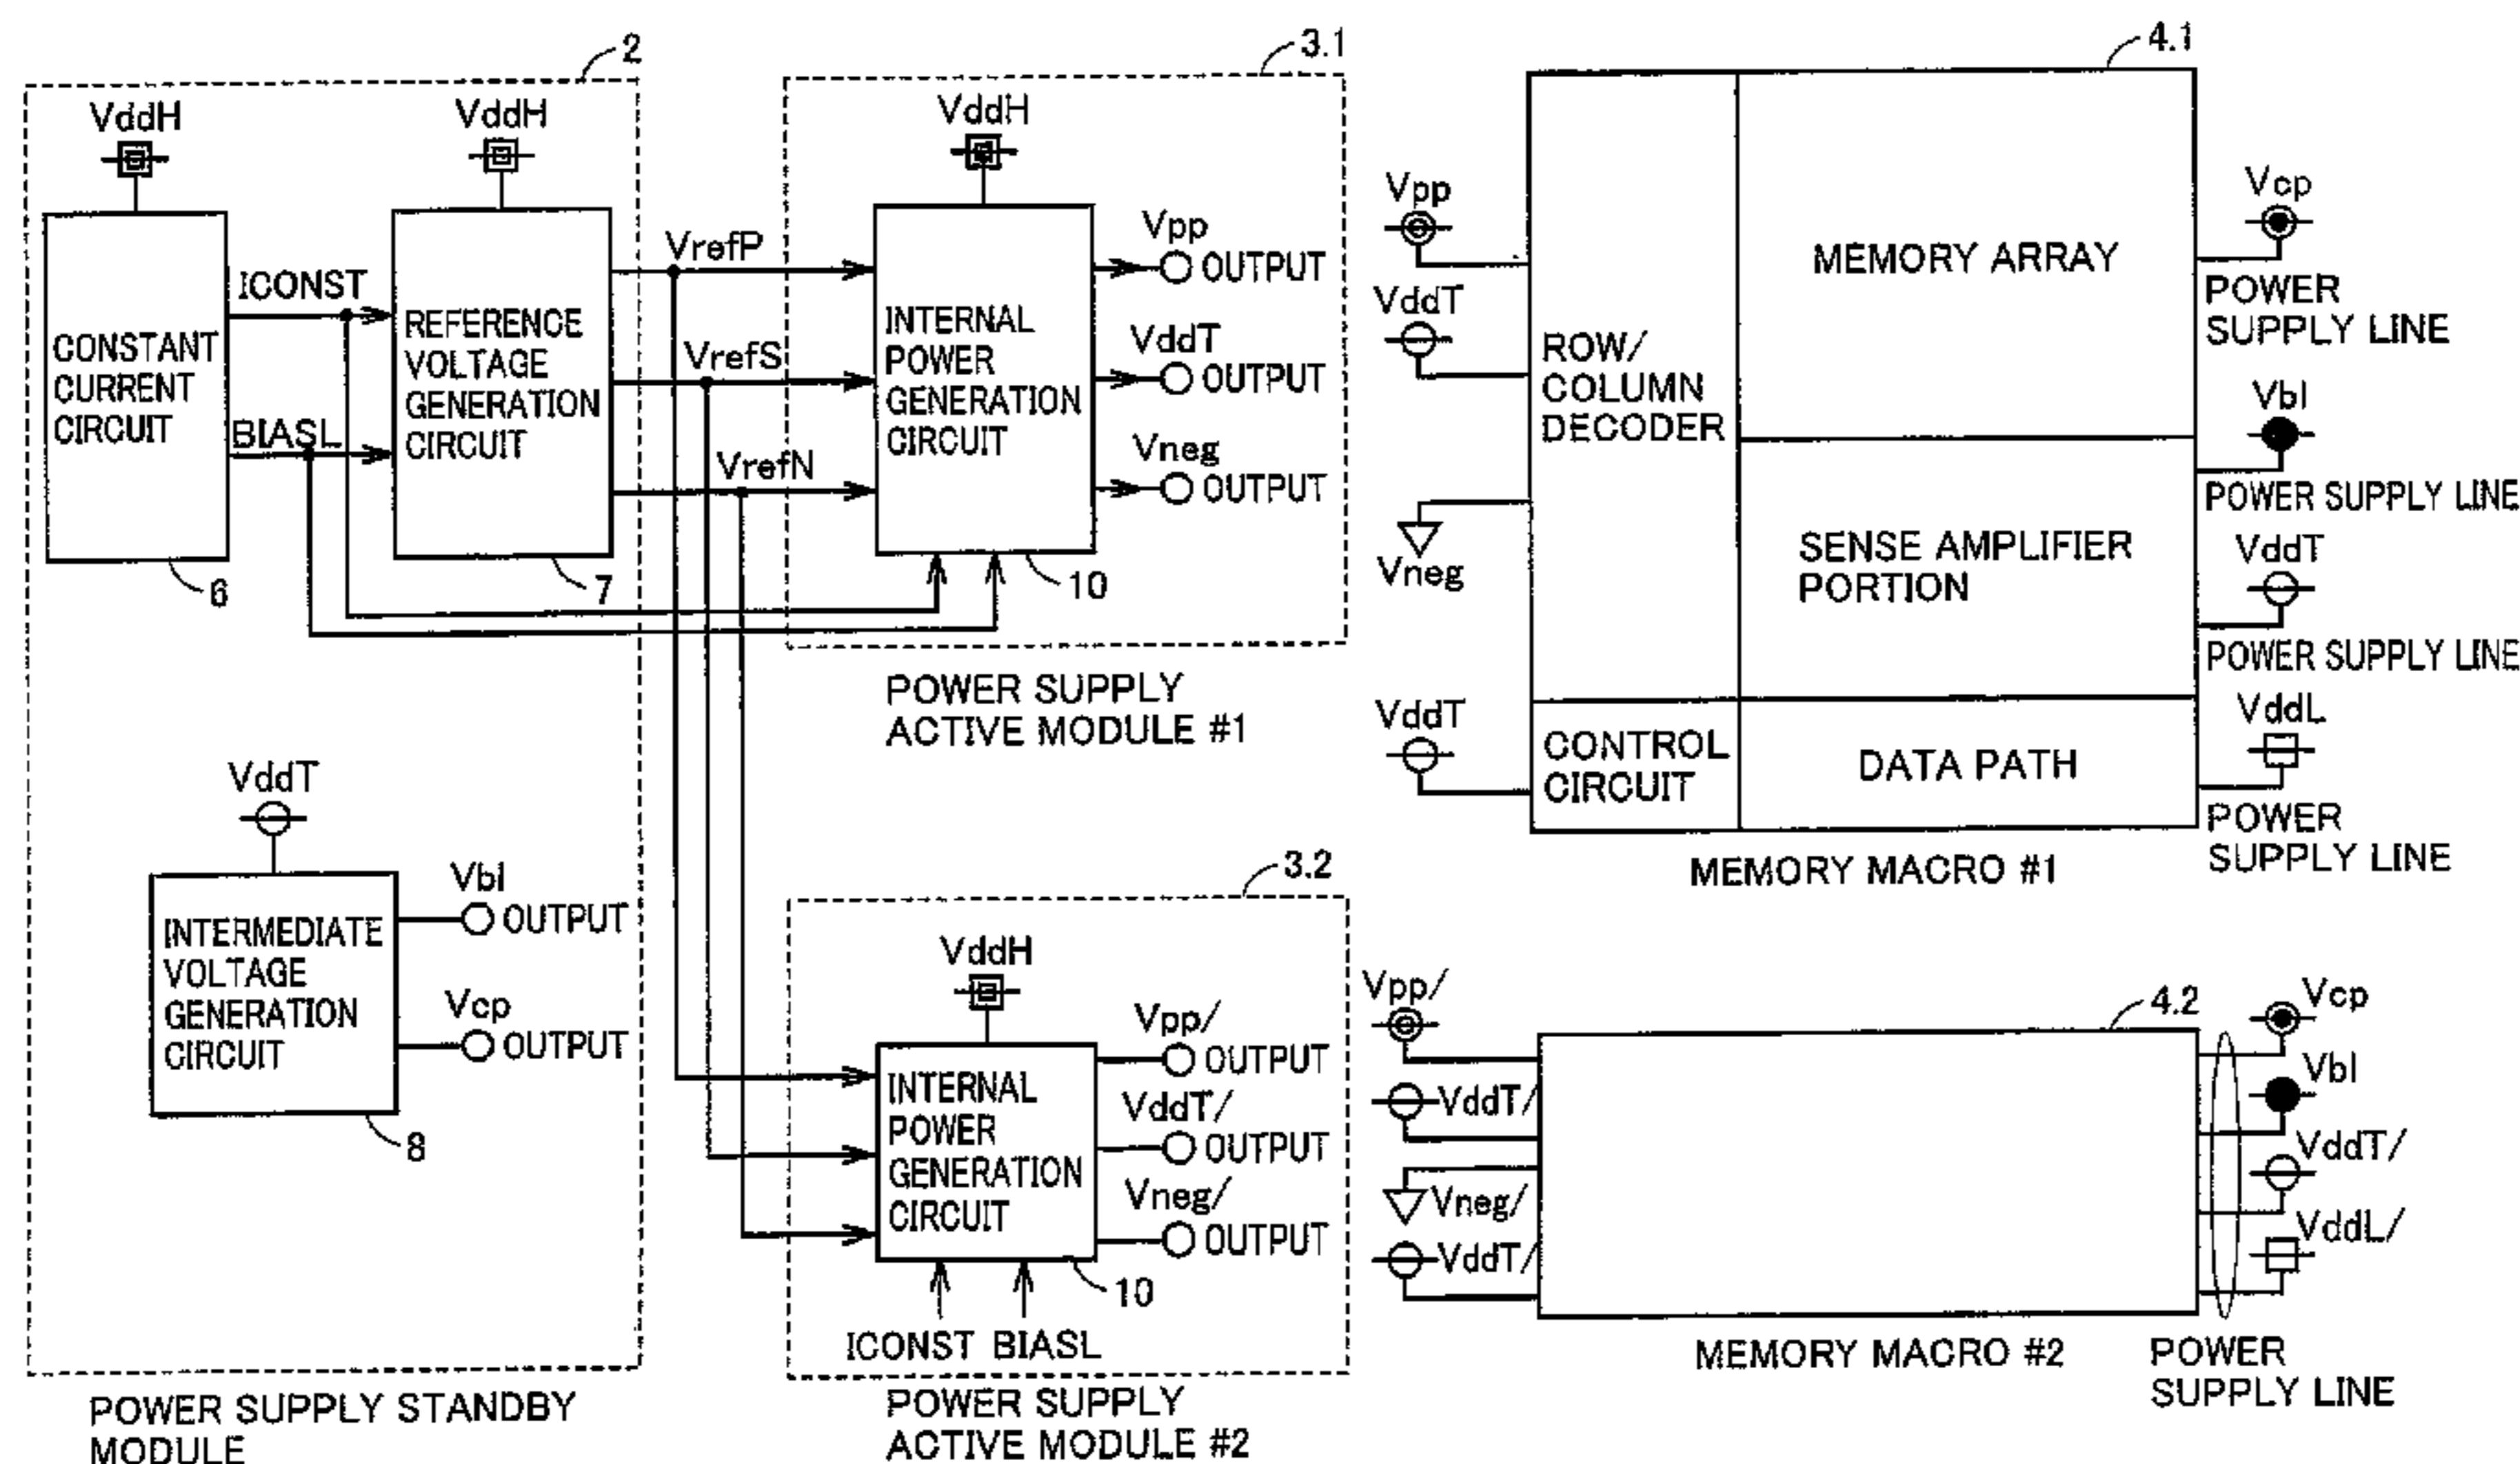 2
VddH
VddH
ICONST
BIASL
CONSTANT
CURRENT
CIRCUIT
6
REFERENCE
VOLTAGE
GENERATION
CIRCUIT
7
VrefP
VrefS
VrefN
VddT
INTERMEDIATE
VOLTAGE
GENERATION
CIRCUIT
8
Vbl
OUTPUT
Vcp
OUTPUT
POWER SUPPLY STANDBY
MODULE
3.1
VddH
INTERNAL
POWER
GENERATION
CIRCUIT
10
Vpp
OUTPUT
VddT
OUTPUT
Vneg
OUTPUT
POWER SUPPLY
ACTIVE MODULE #1
3.2
VddH
INTERNAL
POWER
GENERATION
CIRCUIT
10
Vpp/
OUTPUT
VddT/
OUTPUT
Vneg/
OUTPUT
ICONST BIASL
POWER SUPPLY
ACTIVE MODULE #2
4.1
Vpp
VddT
Vneg
VddT
ROW/
COLUMN
DECODER
MEMORY ARRAY
SENSE AMPLIFIER
PORTION
CONTROL
CIRCUIT
DATA PATH
Vcp
POWER
SUPPLY LINE
Vbl
POWER SUPPLY LINE
VddT
POWER SUPPLY LINE
VddL
POWER
SUPPLY LINE
MEMORY MACRO #1
4.2
Vpp/
VddT/
Vneg/
VddT/
Vcp
Vbl
VddT/
VddL/
MEMORY MACRO #2
POWER
SUPPLY LINE